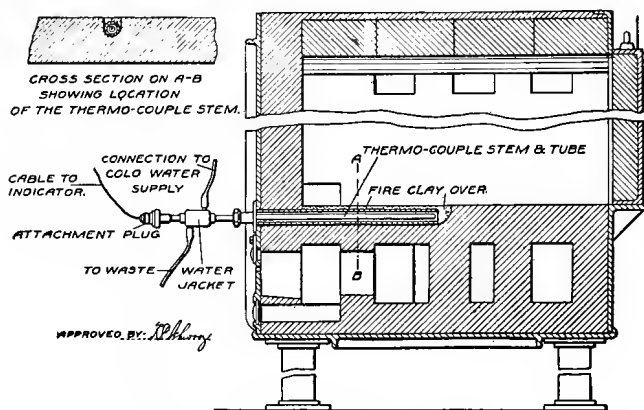 CROSS SECTION ON A-B
SHOWING LOCATION
OF THE THERMO-COUPLE STEM.
A
THERMO-COUPLE STEM & TUBE
FIRE CLAY OVER.
CONNECTION TO
COLD WATER
SUPPLY
CABLE TO
INDICATOR.
ATTACHMENT PLUG
TO WASTE
WATER
JACKET
B
APPROVED BY: